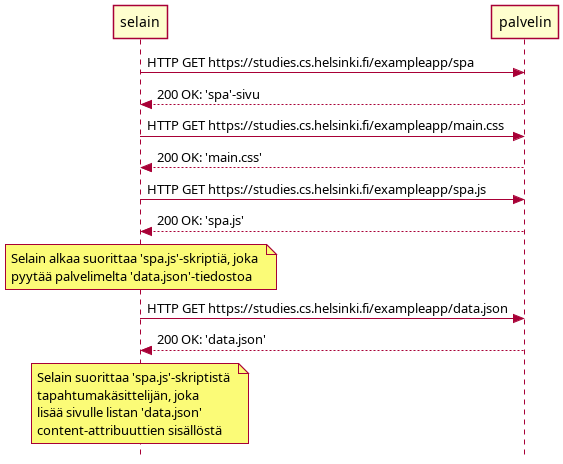 selain
palvelin
HTTP GET https://studies.cs.helsinki.fi/exampleapp/spa
200 OK: 'spa'-sivu
HTTP GET https://studies.cs.helsinki.fi/exampleapp/main.css
200 OK: 'main.css'
HTTP GET https://studies.cs.helsinki.fi/exampleapp/spa.js
200 OK: 'spa.js'
Selain alkaa suorittaa 'spa.js'-skriptiä, joka
pyytää palvelimelta 'data.json'-tiedostoa
HTTP GET https://studies.cs.helsinki.fi/exampleapp/data.json
200 OK: 'data.json'
Selain suorittaa 'spa.js'-skriptistä
tapahtumakäsittelijän, joka
lisää sivulle listan 'data.json'
content-attribuuttien sisällöstä